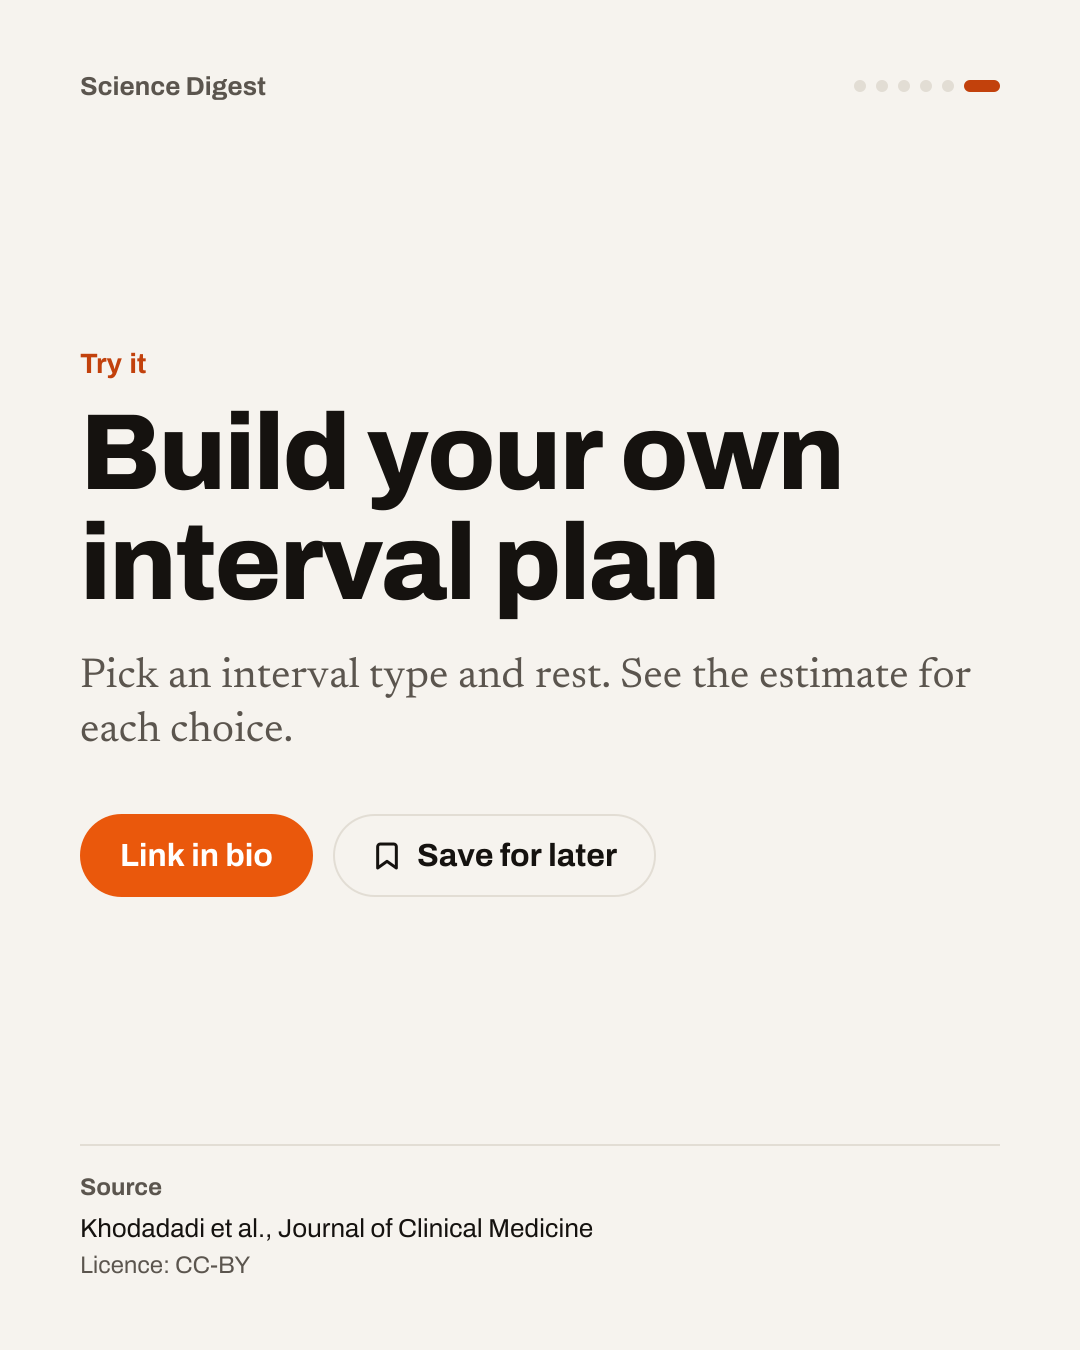 Science Digest
Try it
Build your own
interval plan
Pick an interval type and rest. See the estimate for
each choice.
Link in bio
Save for later
Source
Khodadadi et al., Journal of Clinical Medicine
Licence: CC-BY